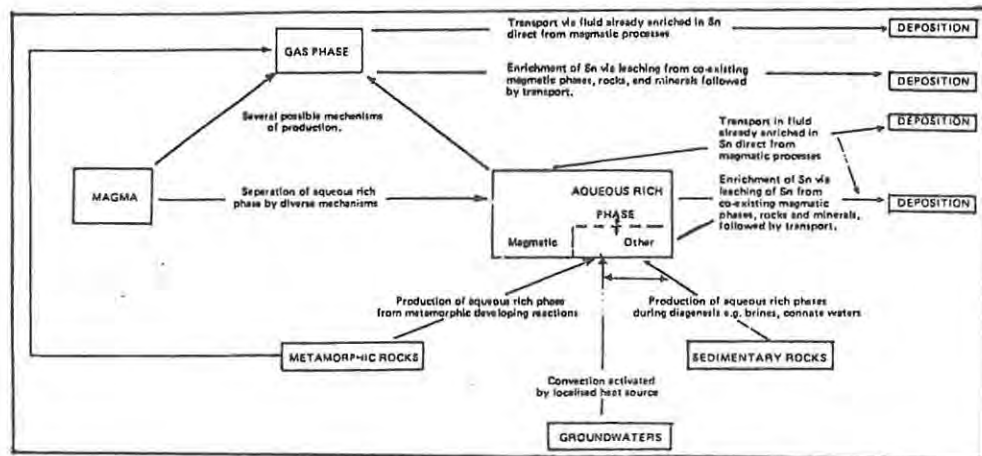 Transport via fluid already enriched in Sn
direct from magmatic processes
DEPOSITION
GAS PHASE
Enrichment of Sn via leaching from co-existing
magmatic phases, rocks, and minerals followed
by transport.
DEPOSITION
Several possible mechanisms
of production.
Transport in fluid
already enriched in
Sn direct from
magmatic processes
DEPOSITION
MAGMA
Seperation of aqueous rich
phase by diverse mechanisms
AQUEOUS RICH
PHASE
Magmatic
Other
Enrichment of Sn via
leaching of Sn from
co-existing magmatic
phases, rocks and minerals,
followed by transport.
DEPOSITION
Production of aqueous rich phase
from metamorphic developing reactions
Production of aqueous rich phases
during diagenesis e.g. brines, connate waters
METAMORPHIC ROCKS
SEDIMENTARY ROCKS
Convection activated
by localised heat source
GROUNDWATERS